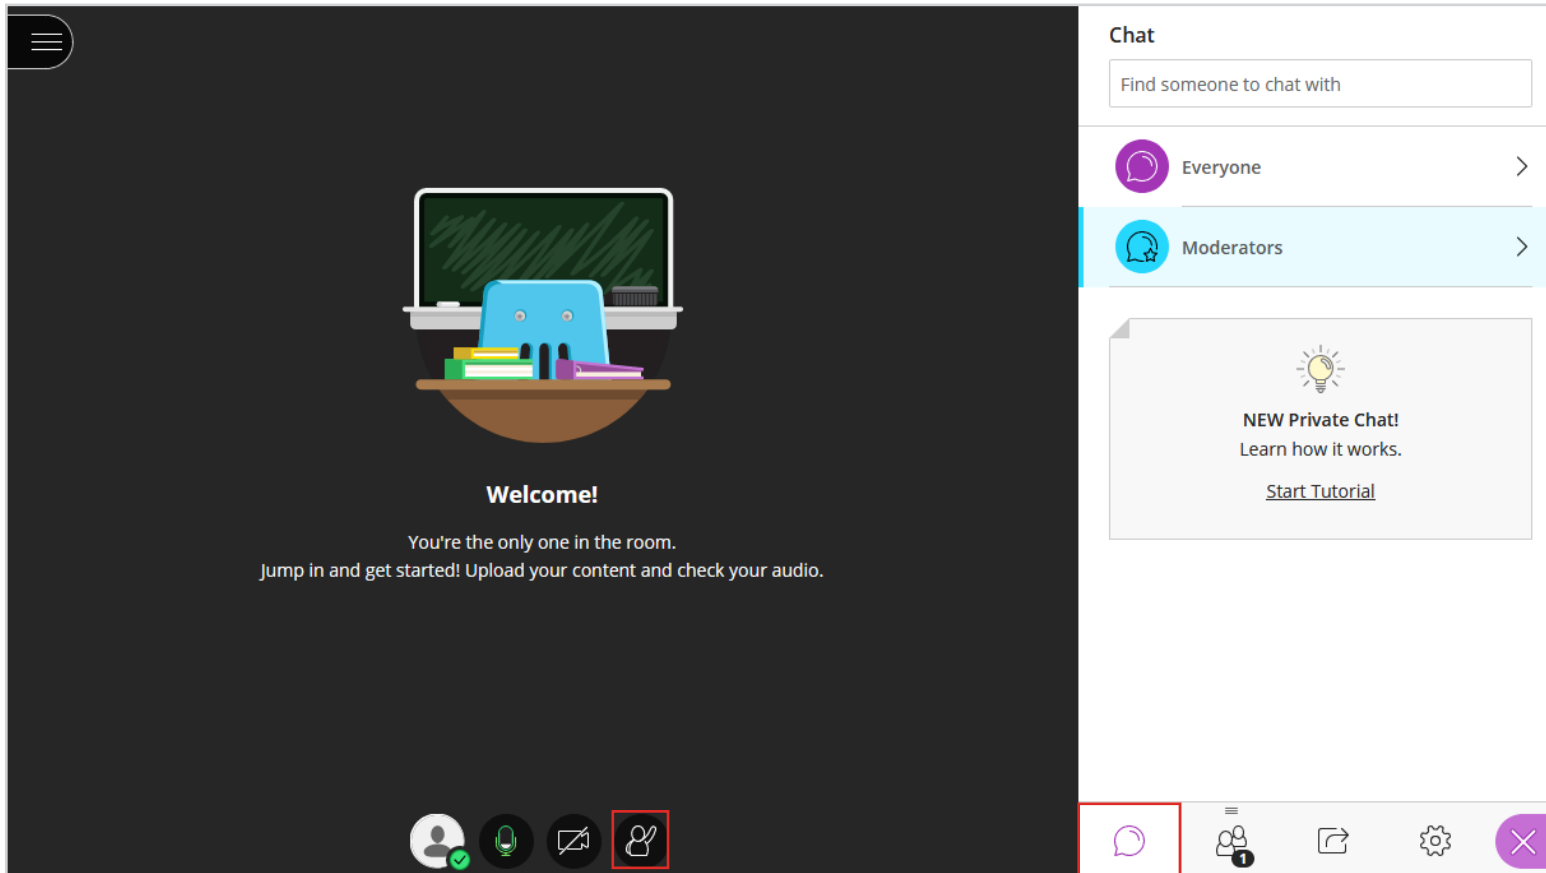 Chat
Find someone to chat with
Everyone
Moderators
NEW Private Chat!
Learn how it works.
Start Tutorial
Welcome!
You're the only one in the room.
Jump in and get started! Upload your content and check your audio.
1